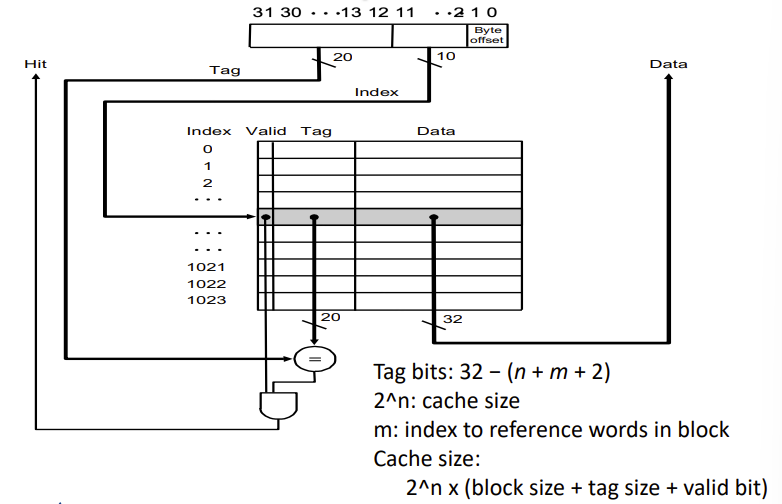 31 30 · · ·13 12 11 · ·2 1 0
Byte
offset
Hit
20
10
Data
Tag
Index
Index Valid Tag Data
0
1
2
· · ·
· · ·
· · ·
1021
1022
1023
20
32
=
Tag bits: 32 − (n + m + 2)
2^n: cache size
m: index to reference words in block
Cache size:
2^n x (block size + tag size + valid bit)